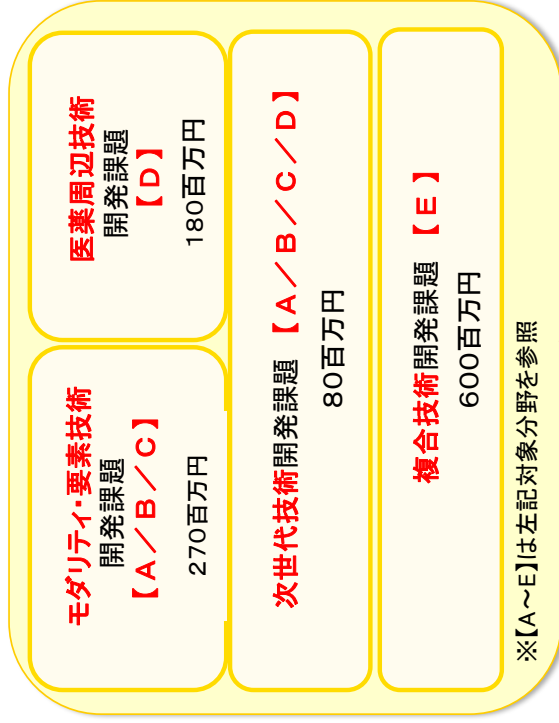 モダリティ・要素技術
開発課題
【A／B／C】
270百万円
医薬周辺技術
開発課題
【D】
180百万円
次世代技術開発課題 【A／B／C／D】
80百万円
複合技術開発課題 【E】
600百万円
※【A～E】は左記対象分野を参照